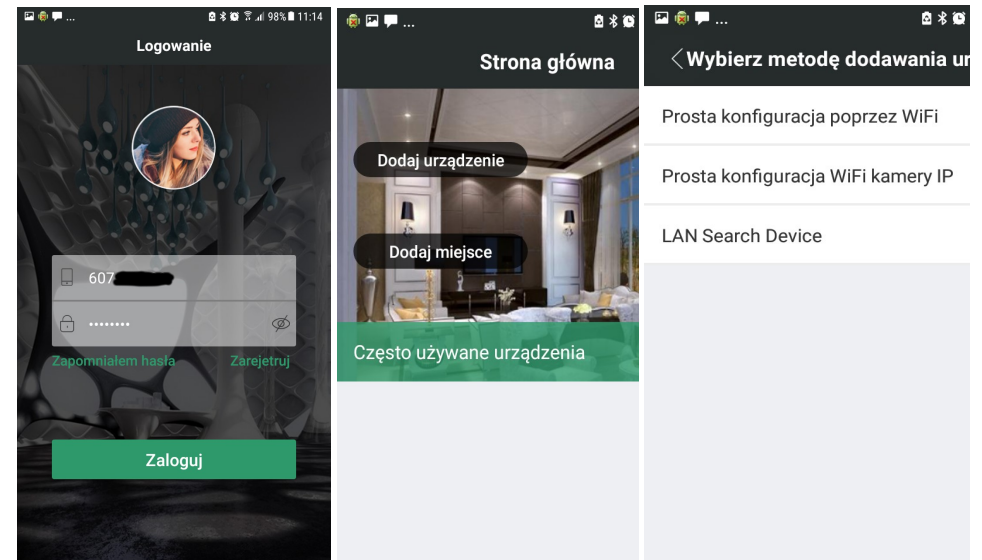 ... 98% 11:14
Logowanie
607
••••••••
Zapomniałem hasła
Zarejetruj
Zaloguj
...
Strona główna
Dodaj urządzenie
Dodaj miejsce
Często używane urządzenia
...
Wybierz metodę dodawania ur
Prosta konfiguracja poprzez WiFi
Prosta konfiguracja WiFi kamery IP
LAN Search Device